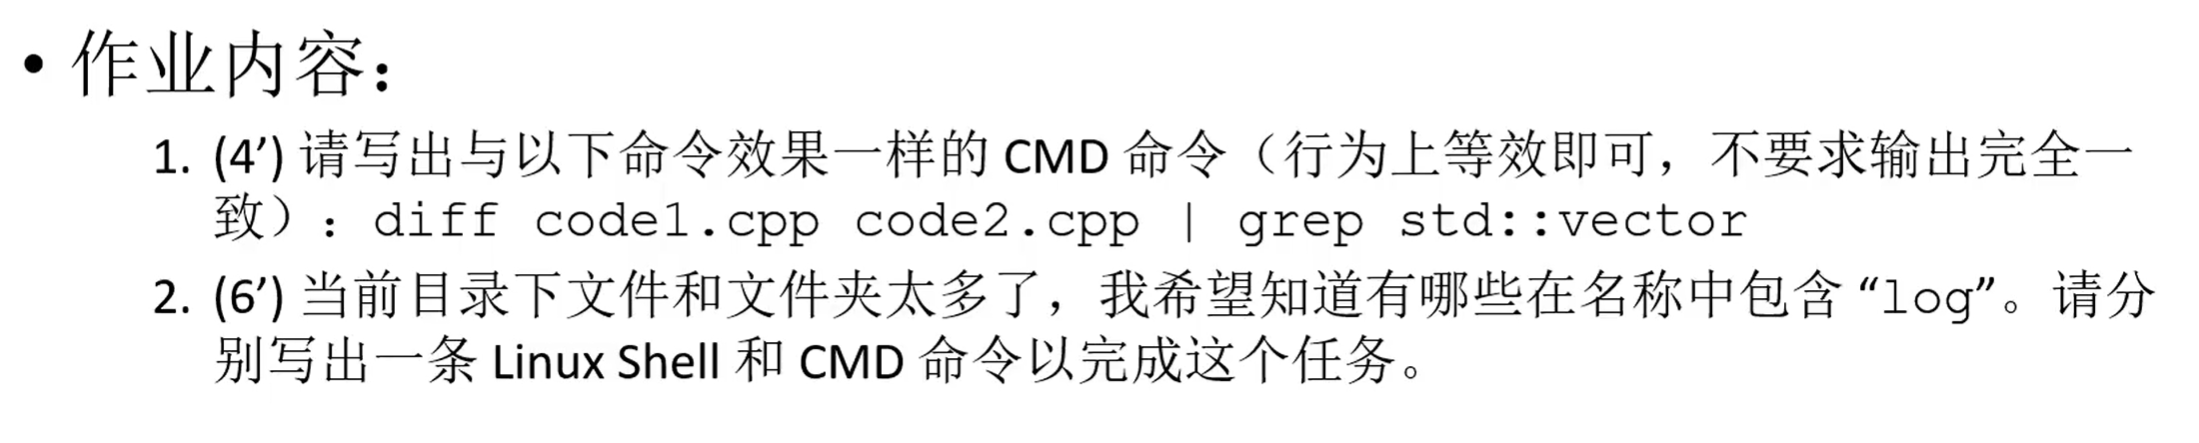 • 作业内容：
1. (4’) 请写出与以下命令效果一样的 CMD 命令（行为上等效即可，不要求输出完全一
致）：diff code1.cpp code2.cpp | grep std::vector
2. (6’) 当前目录下文件和文件夹太多了，我希望知道有哪些在名称中包含 “log”。请分
别写出一条 Linux Shell 和 CMD 命令以完成这个任务。